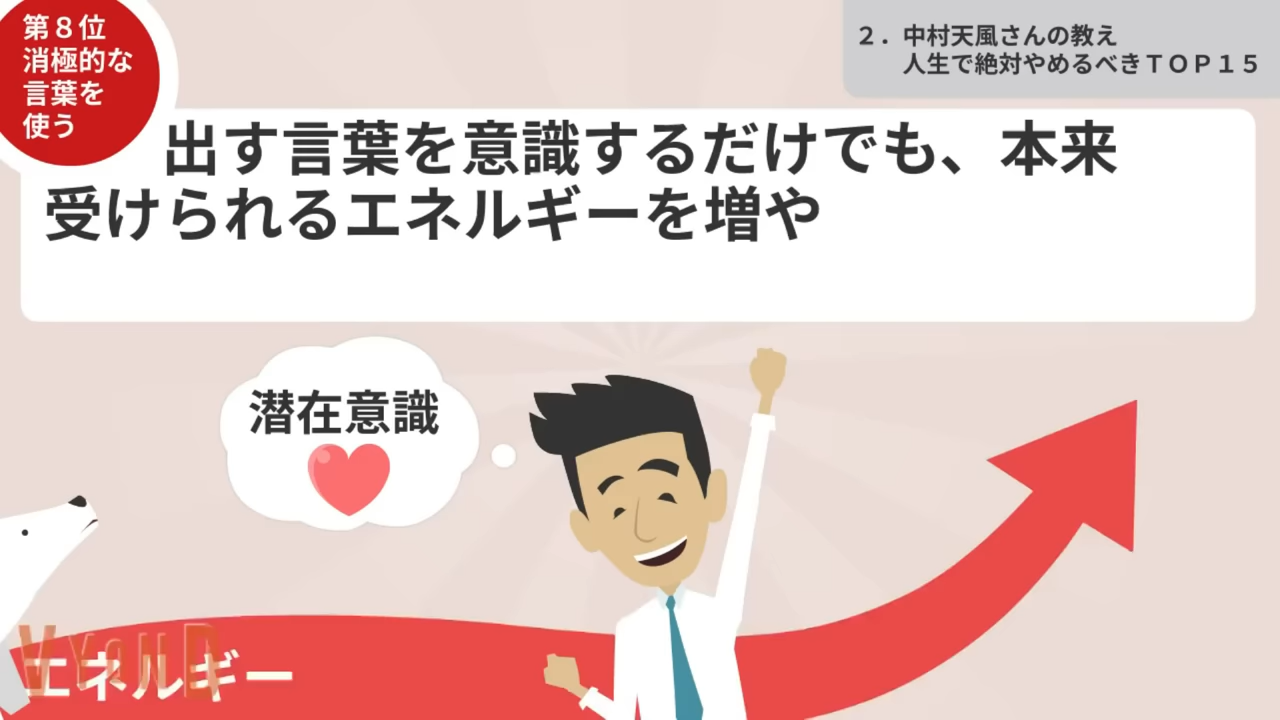 第８位
消極的な
言葉を
使う
２．中村天風さんの教え
人生で絶対やめるべきＴＯＰ１５
出す言葉を意識するだけでも、本来
受けられるエネルギーを増や
潜在意識
エネルギー
VYOND